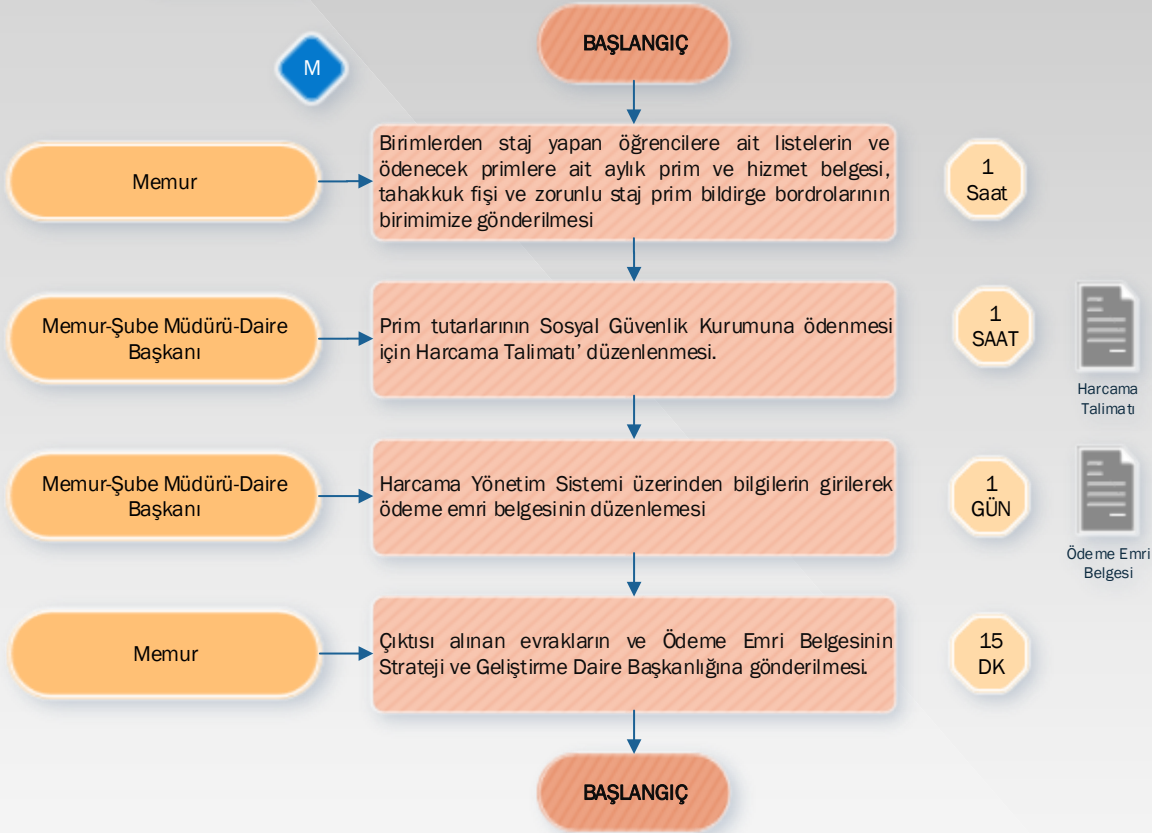 BAŞLANGIÇ
M
Memur
Birimlerden staj yapan öğrencilere ait listelerin ve
ödenecek primlere ait aylık prim ve hizmet belgesi,
tahakkuk fişi ve zorunlu staj prim bildirge bordrolarının
birimimize gönderilmesi
1
Saat
Memur-Şube Müdürü-Daire
Başkanı
Prim tutarlarının Sosyal Güvenlik Kurumuna ödenmesi
için Harcama Talimatı’ düzenlenmesi.
1
SAAT
Harcama
Talimatı
Memur-Şube Müdürü-Daire
Başkanı
Harcama Yönetim Sistemi üzerinden bilgilerin girilerek
ödeme emri belgesinin düzenlemesi
1
GÜN
Ödeme Emri
Belgesi
Memur
Çıktısı alınan evrakların ve Ödeme Emri Belgesinin
Strateji ve Geliştirme Daire Başkanlığına gönderilmesi.
15
DK
BAŞLANGIÇ